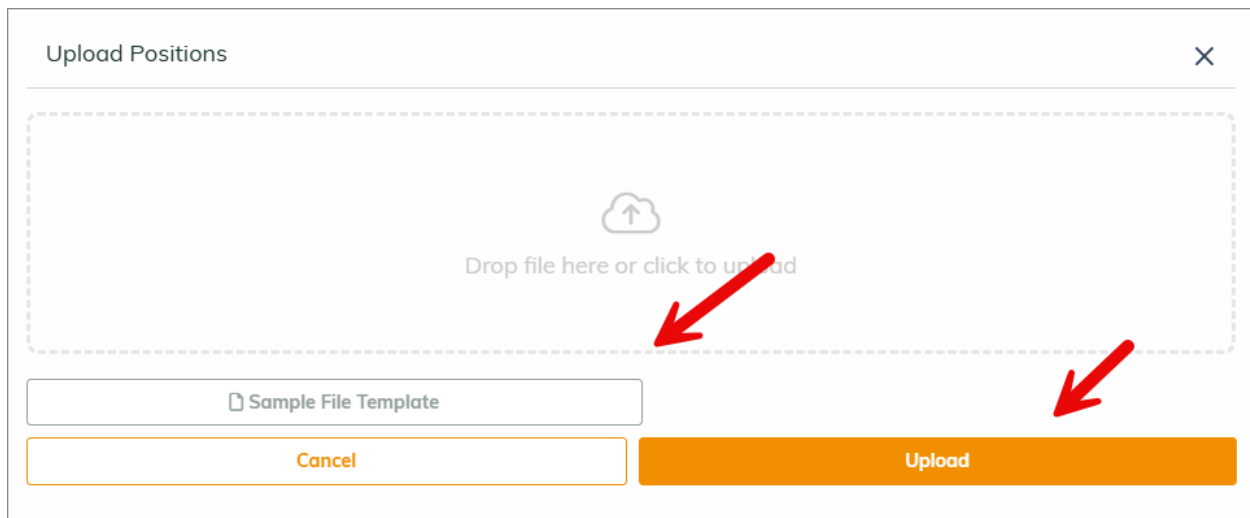 Upload Positions
Drop file here or click to upload
Sample File Template
Cancel
Upload